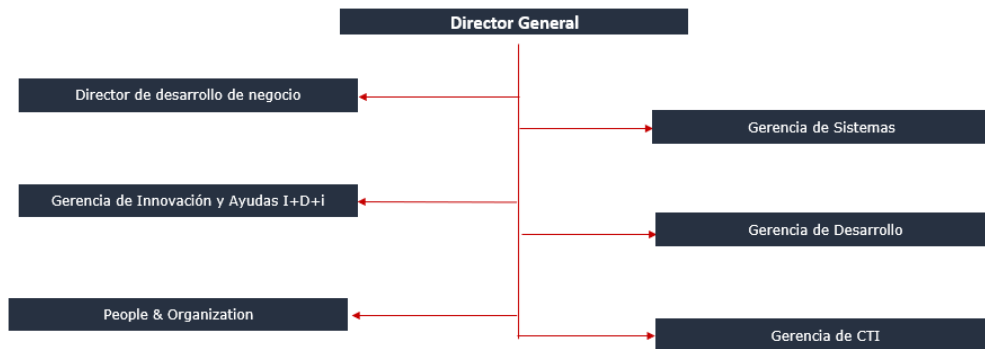 Director General
Director de desarrollo de negocio
Gerencia de Sistemas
Gerencia de Innovación y Ayudas I+D+i
Gerencia de Desarrollo
People & Organization
Gerencia de CTI